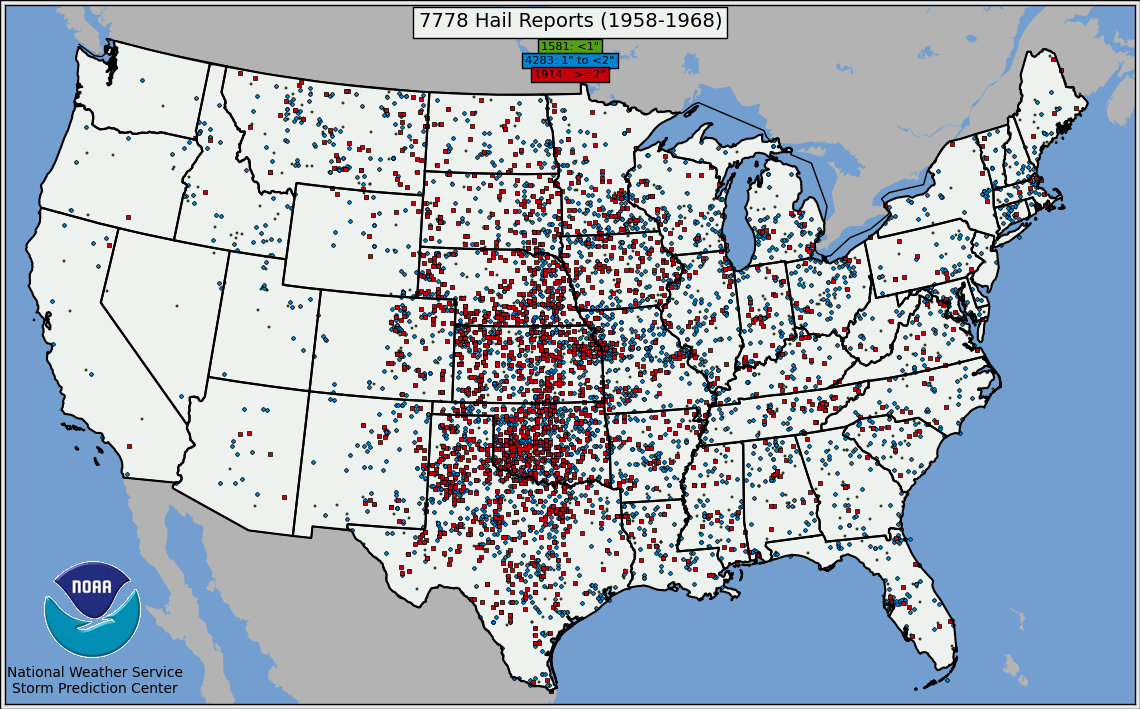 7778 Hail Reports (1958-1968)
1581: <1"
4283: 1" to <2"
1914: >=2"
NOAA
National Weather Service
Storm Prediction Center